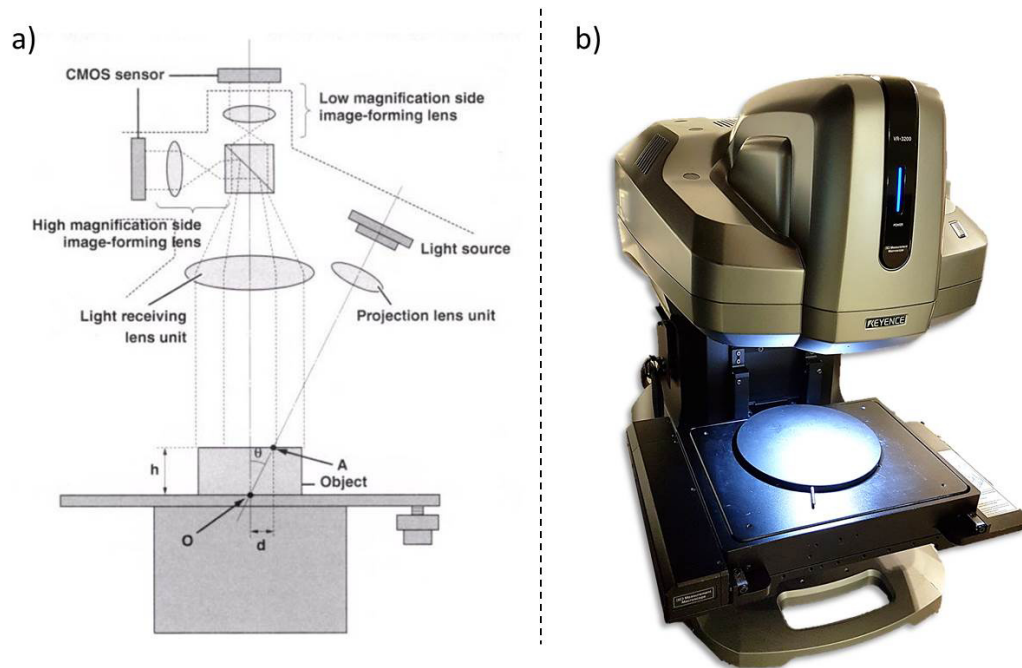 a)
CMOS sensor
Low magnification side
image-forming lens
High magnification side
image-forming lens
Light source
Light receiving
lens unit
Projection lens unit
θ
A
h
Object
O
d
b)
VR-3200
POWER
KEYENCE